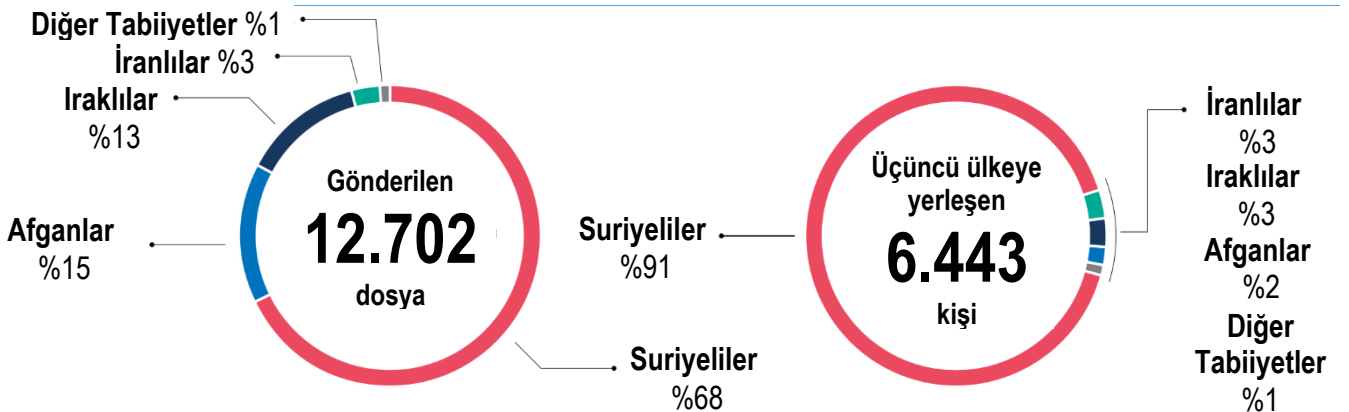 Diğer Tabiiyetler %1
İranlılar %3
Iraklılar
%13
Afganlar
%15
Gönderilen
12.702
dosya
Suriyeliler
%68
Suriyeliler
%91
Üçüncü ülkeye
yerleşen
6.443
kişi
İranlılar
%3
Iraklılar
%3
Afganlar
%2
Diğer
Tabiiyetler
%1